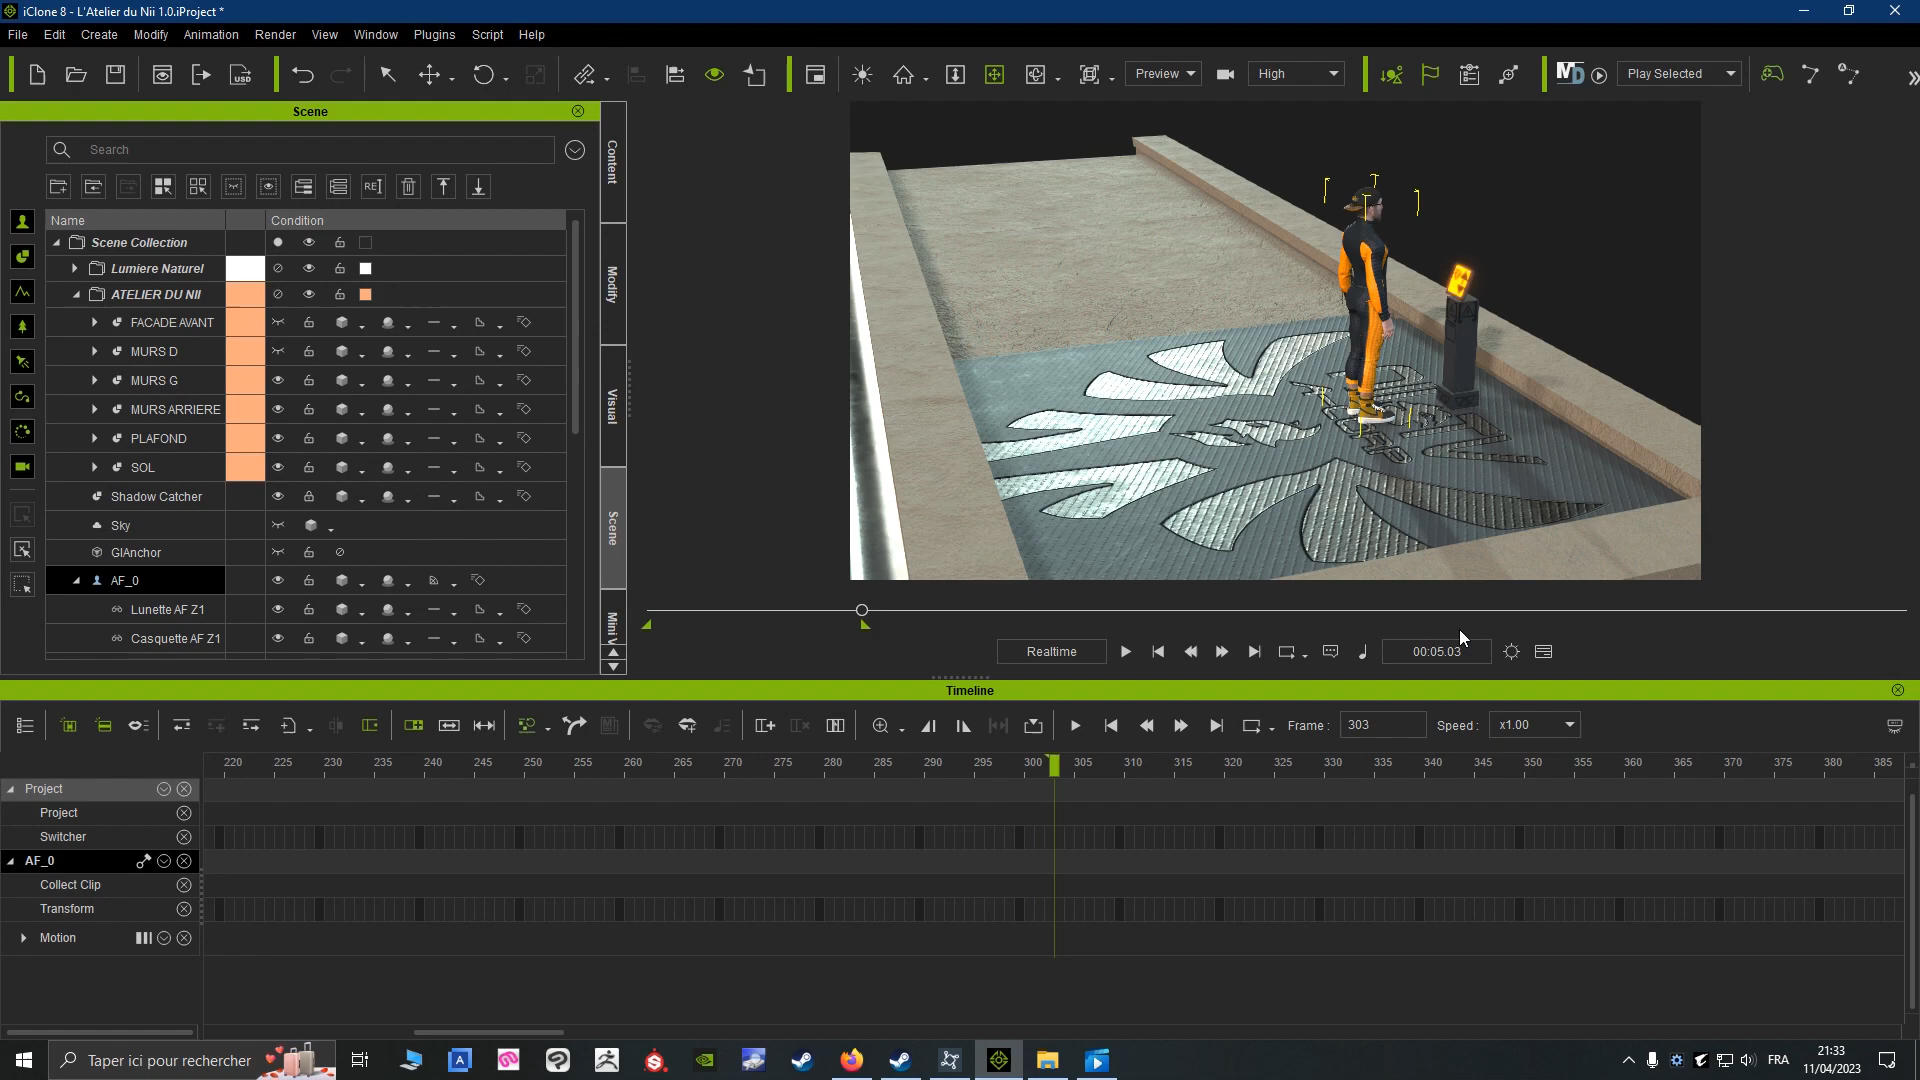 iClone 8 - L'Atelier du Nii 1.0.iProject *
File Edit Create Modify Animation Render View Window Plugins Script Help
USD Preview High MD Play Selected
Scene
Search
RE
Name Condition
Scene Collection
Lumiere Naturel
ATELIER DU NII
FACADE AVANT
MURS D
MURS G
MURS ARRIERE
PLAFOND
SOL
Shadow Catcher
Sky
GIAnchor
AF_0
Lunette AF Z1
Casquette AF Z1
Content
Modify
Visual
Scene
Mini V
Realtime 00:05.03
Timeline
Frame : 303 Speed : x1.00
220 225 230 235 240 245 250 255 260 265 270 275 280 285 290 295 300 305 310 315 320 325 330 335 340 345 350 355 360 365 370 375 380 385
Project
Project
Switcher
AF_0
Collect Clip
Transform
Motion
Taper ici pour rechercher
FRA
21:33
11/04/2023